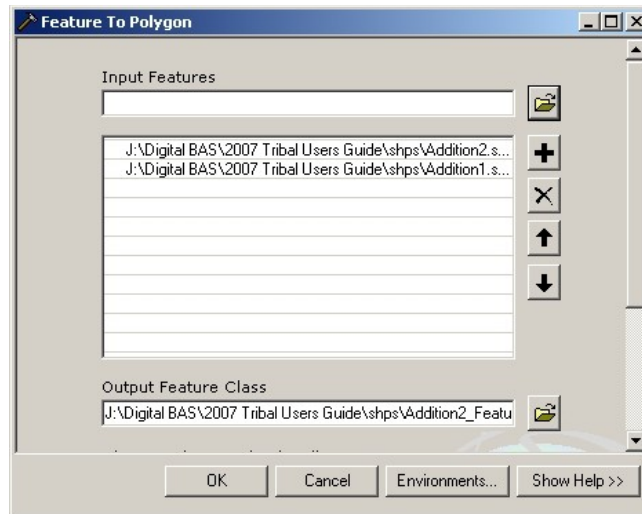 Feature To Polygon
Input Features
J:\Digital BAS\2007 Tribal Users Guide\shps\Addition2.s...
J:\Digital BAS\2007 Tribal Users Guide\shps\Addition1.s...
Output Feature Class
J:\Digital BAS\2007 Tribal Users Guide\shps\Addition2_Featu
OK
Cancel
Environments...
Show Help >>